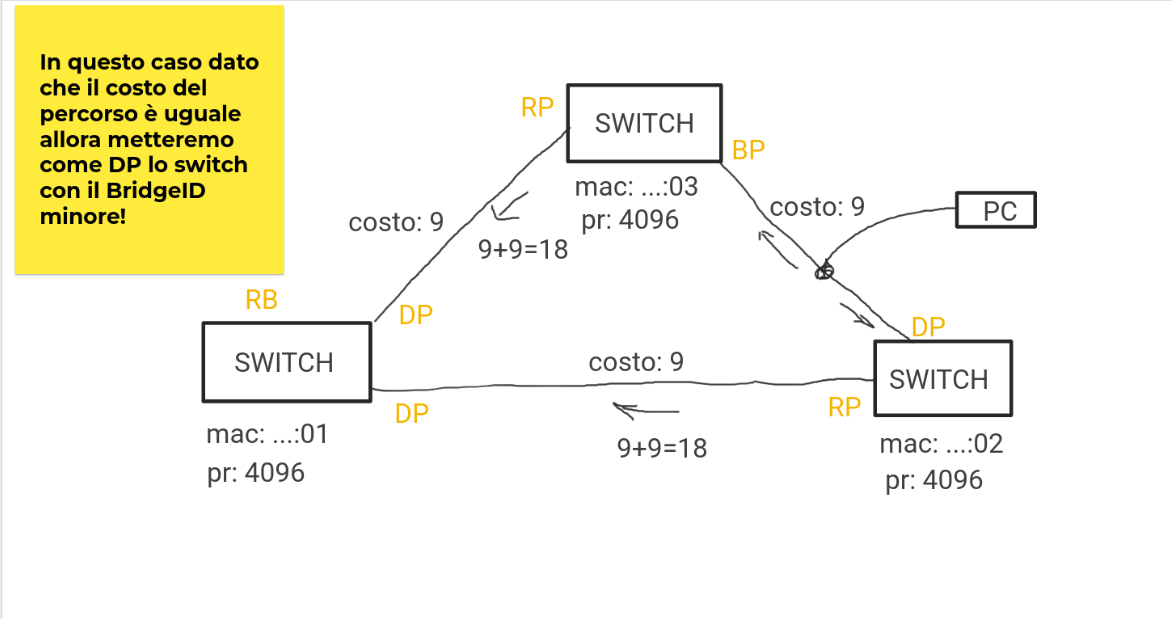 In questo caso dato
che il costo del
percorso è uguale
allora metteremo
come DP lo switch
con il BridgeID
minore!
RP
SWITCH
BP
mac: ...:03
pr: 4096
costo: 9
PC
costo: 9
9+9=18
RB
DP
DP
SWITCH
costo: 9
SWITCH
DP
RP
mac: ...:01
pr: 4096
9+9=18
mac: ...:02
pr: 4096